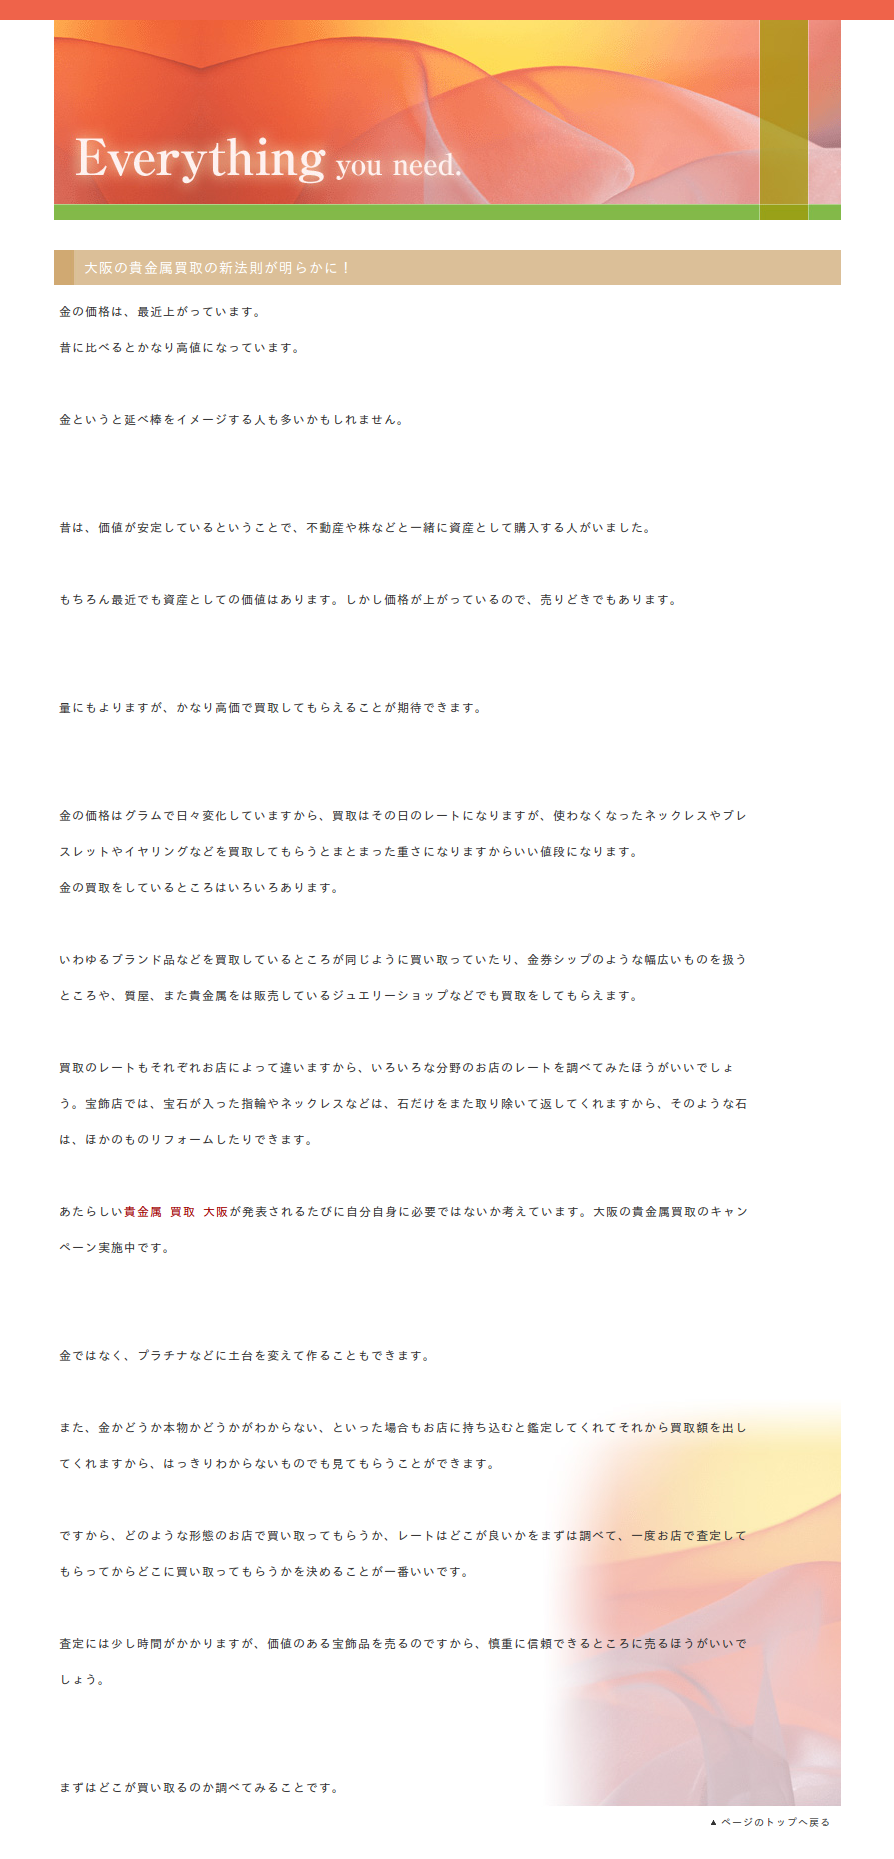 Everything you need.
大阪の貴金属買取の新法則が明らかに！
金の価格は、最近上がっています。
昔に比べるとかなり高値になっています。
金というと延べ棒をイメージする人も多いかもしれません。
昔は、価値が安定しているということで、不動産や株などと一緒に資産として購入する人がいました。
もちろん最近でも資産としての価値はあります。しかし価格が上がっているので、売りどきでもあります。
量にもよりますが、かなり高価で買取してもらえることが期待できます。
金の価格はグラムで日々変化していますから、買取はその日のレートになりますが、使わなくなったネックレスやブレ
スレットやイヤリングなどを買取してもらうとまとまった重さになりますからいい値段になります。
金の買取をしているところはいろいろあります。
いわゆるブランド品などを買取しているところが同じように買い取っていたり、金券シップのような幅広いものを扱う
ところや、質屋、また貴金属をは販売しているジュエリーショップなどでも買取をしてもらえます。
買取のレートもそれぞれお店によって違いますから、いろいろな分野のお店のレートを調べてみたほうがいいでしょ
う。宝飾店では、宝石が入った指輪やネックレスなどは、石だけをまた取り除いて返してくれますから、そのような石
は、ほかのものリフォームしたりできます。
あたらしい貴金属 買取 大阪が発表されるたびに自分自身に必要ではないか考えています。大阪の貴金属買取のキャン
ペーン実施中です。
金ではなく、プラチナなどに土台を変えて作ることもできます。
また、金かどうか本物かどうかがわからない、といった場合もお店に持ち込むと鑑定してくれてそれから買取額を出し
てくれますから、はっきりわからないものでも見てもらうことができます。
ですから、どのような形態のお店で買い取ってもらうか、レートはどこが良いかをまずは調べて、一度お店で査定して
もらってからどこに買い取ってもらうかを決めることが一番いいです。
査定には少し時間がかかりますが、価値のある宝飾品を売るのですから、慎重に信頼できるところに売るほうがいいで
しょう。
まずはどこが買い取るのか調べてみることです。
▲ページのトップへ戻る